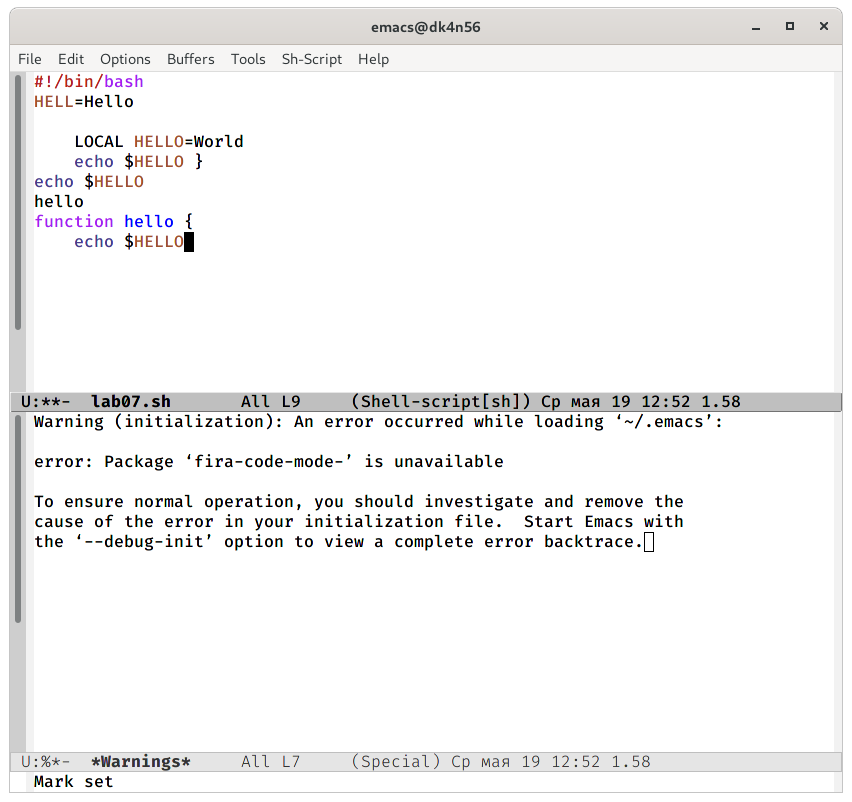 emacs@dk4n56
File Edit Options Buffers Tools Sh-Script Help
#!/bin/bash
HELL=Hello
    LOCAL HELLO=World
    echo $HELLO }
echo $HELLO
hello
function hello {
    echo $HELLO
U:**-  lab07.sh       All L9     (Shell-script[sh]) Ср мая 19 12:52 1.58
Warning (initialization): An error occurred while loading ‘~/.emacs’:
error: Package ‘fira-code-mode-’ is unavailable
To ensure normal operation, you should investigate and remove the
cause of the error in your initialization file.  Start Emacs with
the ‘--debug-init’ option to view a complete error backtrace.
U:%*-  *Warnings*     All L7     (Special) Ср мая 19 12:52 1.58
Mark set